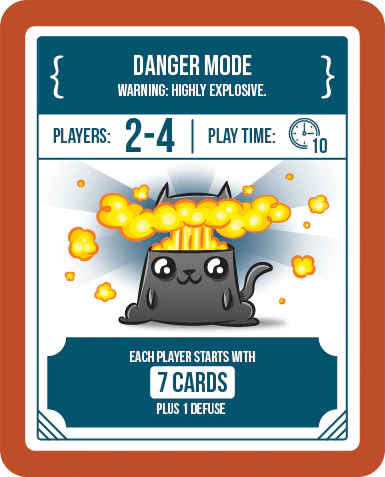 DANGER MODE
WARNING: HIGHLY EXPLOSIVE.
PLAYERS: 2-4 PLAY TIME: 10
EACH PLAYER STARTS WITH
7 CARDS
PLUS 1 DEFUSE